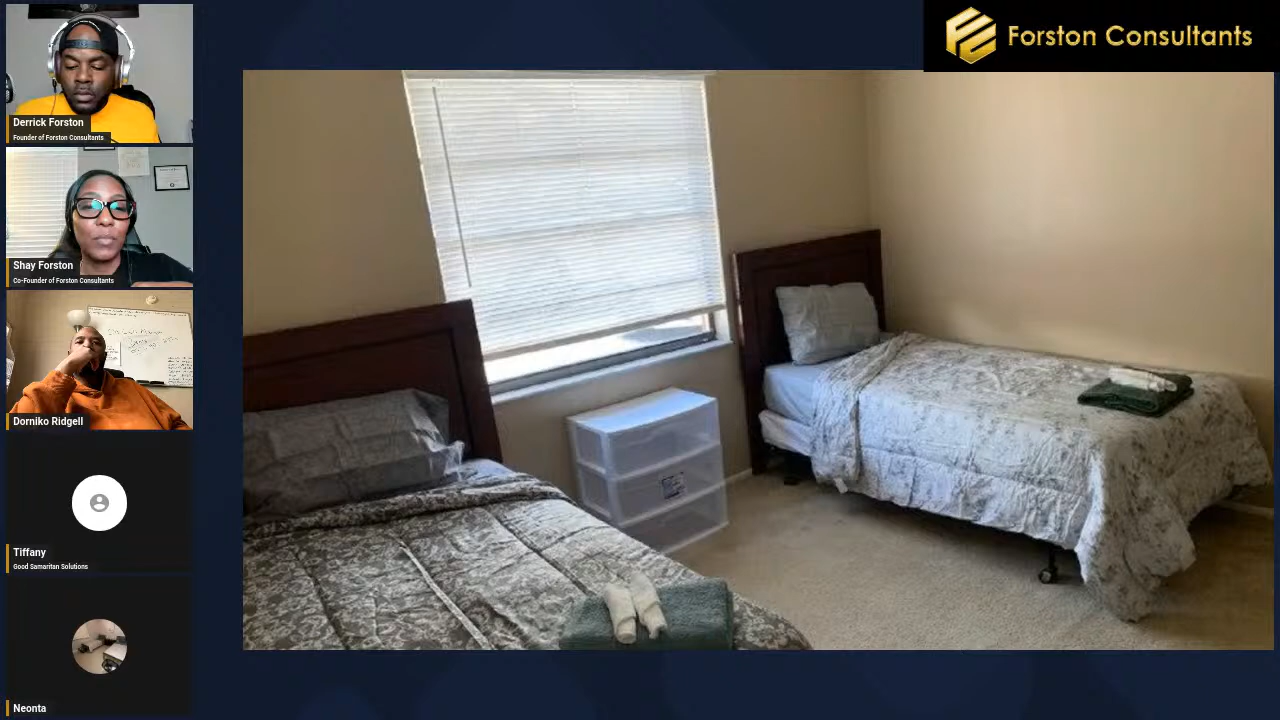 Forston Consultants
Derrick Forston
Founder of Forston Consultants
Shay Forston
Co-Founder of Forston Consultants
Dorniko Ridgell
Tiffany
Good Samaritan Solutions
Neonta